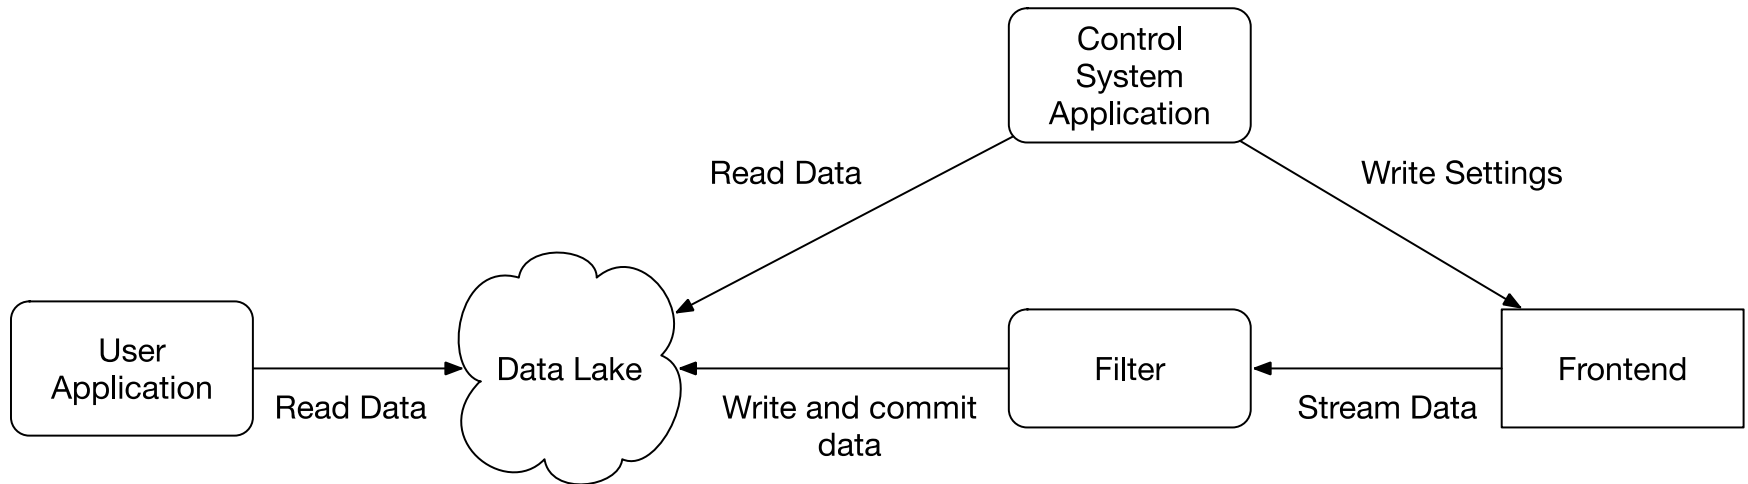 Control
System
Application
Read Data
Write Settings
User
Application
Read Data
Data Lake
Write and commit
data
Filter
Stream Data
Frontend